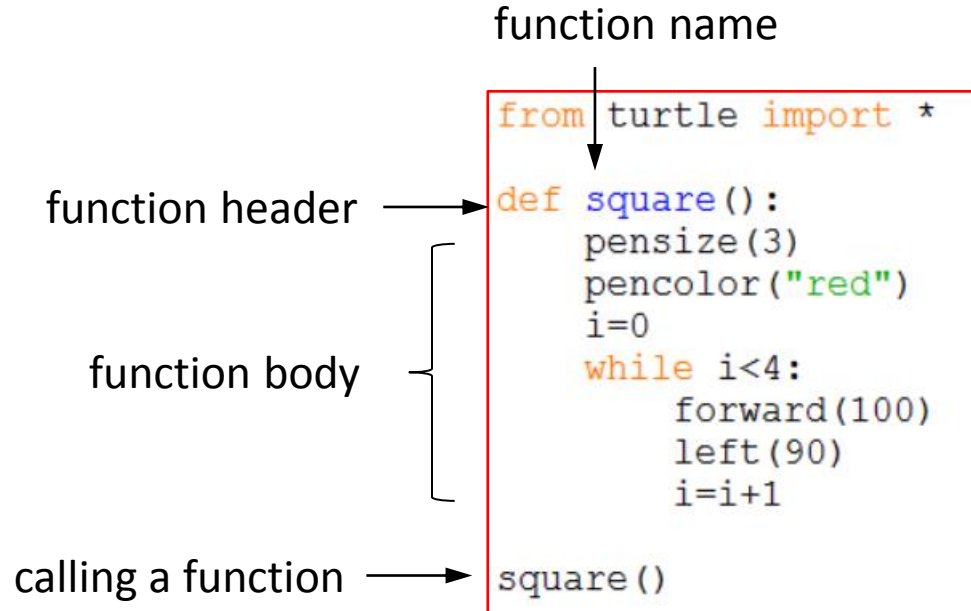 function name
from turtle import *
function header
def square():
pensize(3)
pencolor("red")
i=0
function body
while i<4:
forward(100)
left(90)
i=i+1
calling a function
square()